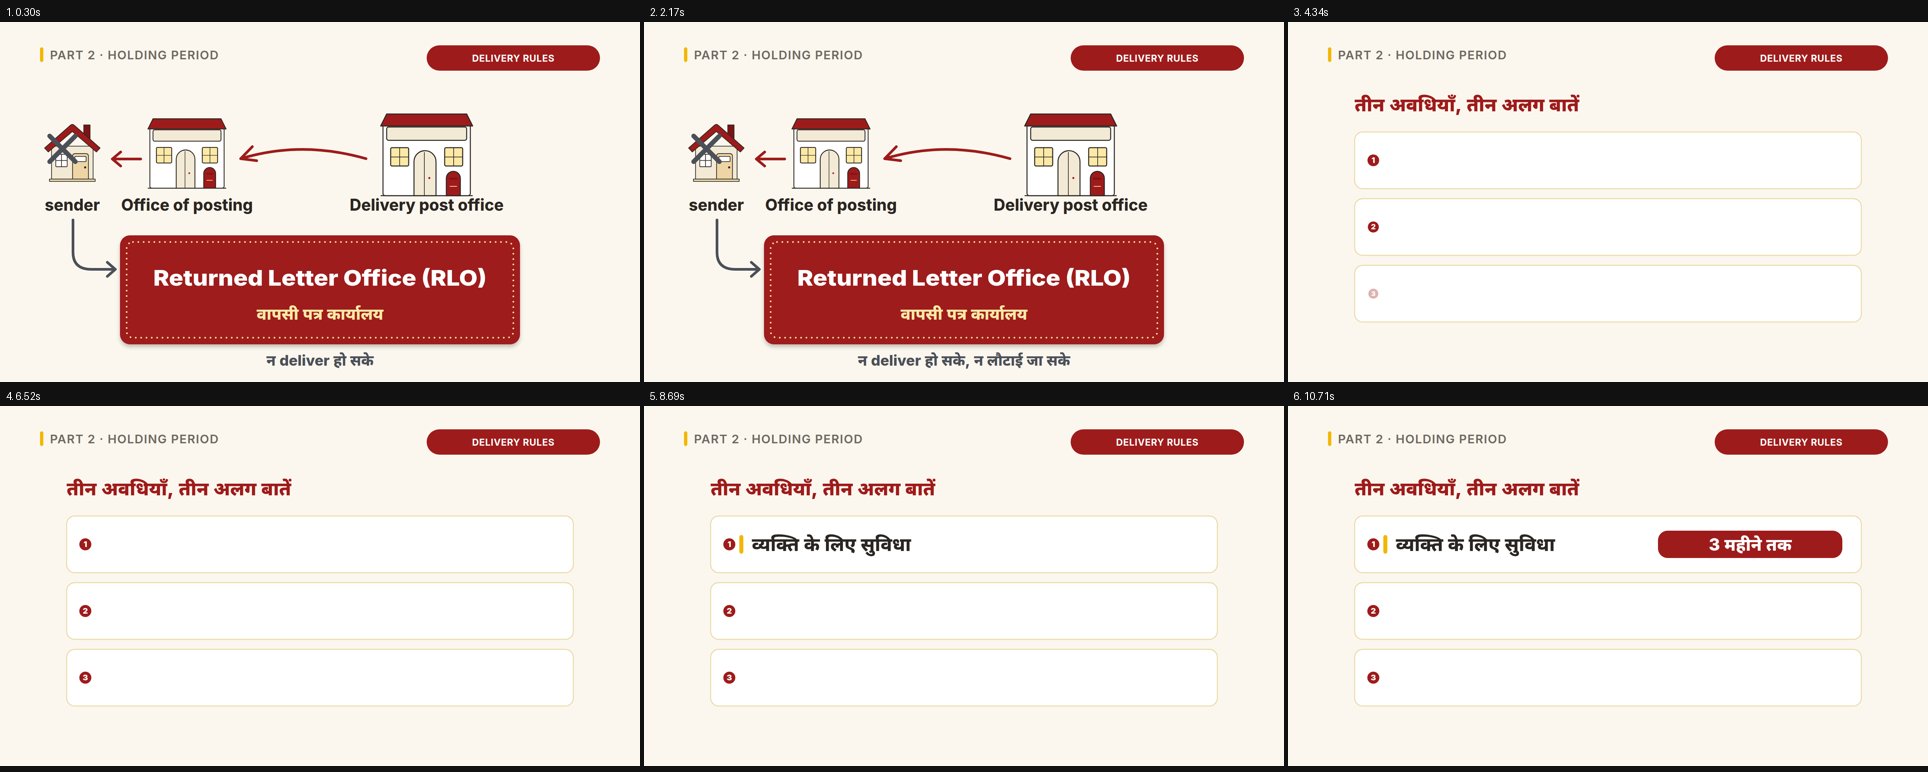 1. 0.30s
PART 2 · HOLDING PERIOD
DELIVERY RULES
sender
Office of posting
Delivery post office
Returned Letter Office (RLO)
वापसी पत्र कार्यालय
न deliver हो सके
2. 2.17s
PART 2 · HOLDING PERIOD
DELIVERY RULES
sender
Office of posting
Delivery post office
Returned Letter Office (RLO)
वापसी पत्र कार्यालय
न deliver हो सके, न लौटाई जा सके
3. 4.34s
PART 2 · HOLDING PERIOD
DELIVERY RULES
तीन अवधियाँ, तीन अलग बातें
1
2
3
4. 6.52s
PART 2 · HOLDING PERIOD
DELIVERY RULES
तीन अवधियाँ, तीन अलग बातें
1
2
3
5. 8.69s
PART 2 · HOLDING PERIOD
DELIVERY RULES
तीन अवधियाँ, तीन अलग बातें
1 व्यक्ति के लिए सुविधा
2
3
6. 10.71s
PART 2 · HOLDING PERIOD
DELIVERY RULES
तीन अवधियाँ, तीन अलग बातें
1 व्यक्ति के लिए सुविधा
3 महीने तक
2
3